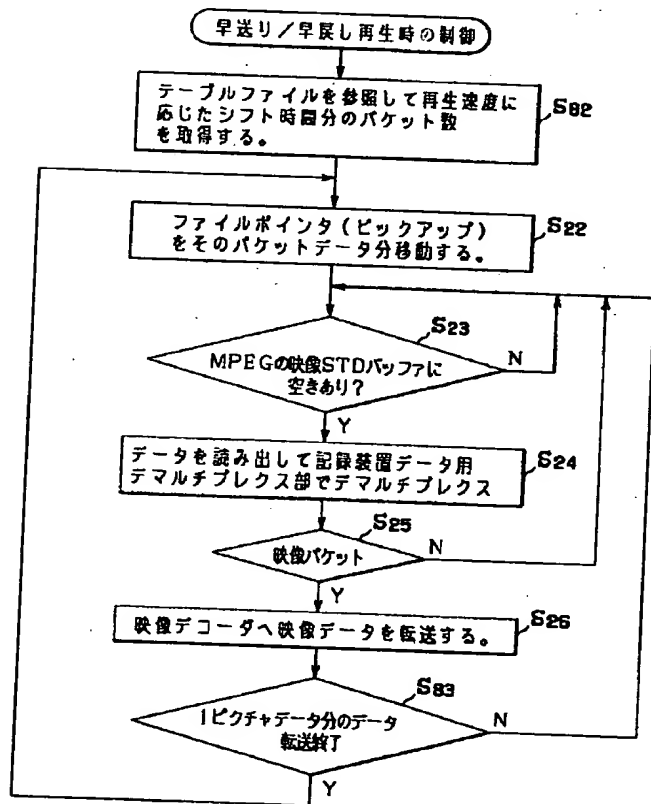 早送り/早戻し再生時の制御
テーブルファイルを参照して再生速度に
応じたシフト時間分のパケット数
を取得する。
S82
ファイルポインタ(ピックアップ)
をそのパケットデータ分移動する。
S22
S23
MPEGの映像STDバッファに
空きあり?
N
Y
データを読み出して記録装置データ用
デマルチプレクス部でデマルチプレクス
S24
S25
映像パケット
N
Y
映像デコーダへ映像データを転送する。
S26
S83
1ピクチャデータ分のデータ
転送終了
N
Y